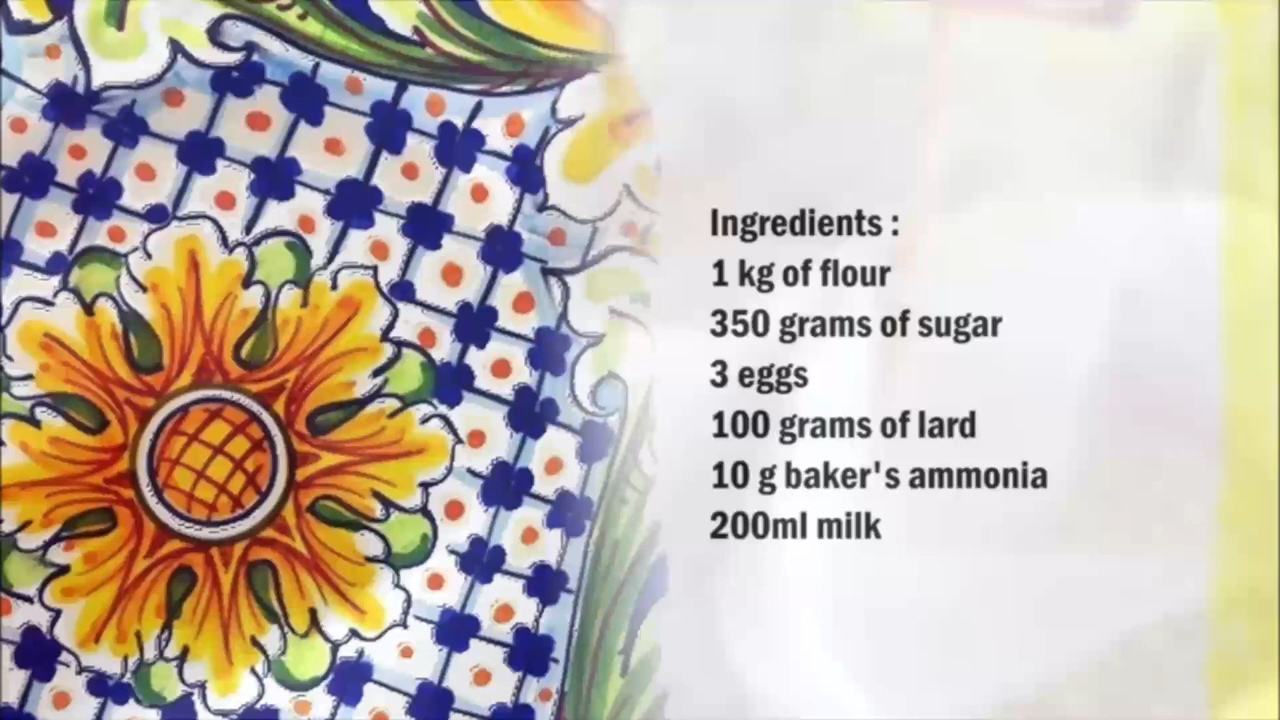 Ingredients :
1 kg of flour
350 grams of sugar
3 eggs
100 grams of lard
10 g baker's ammonia
200ml milk